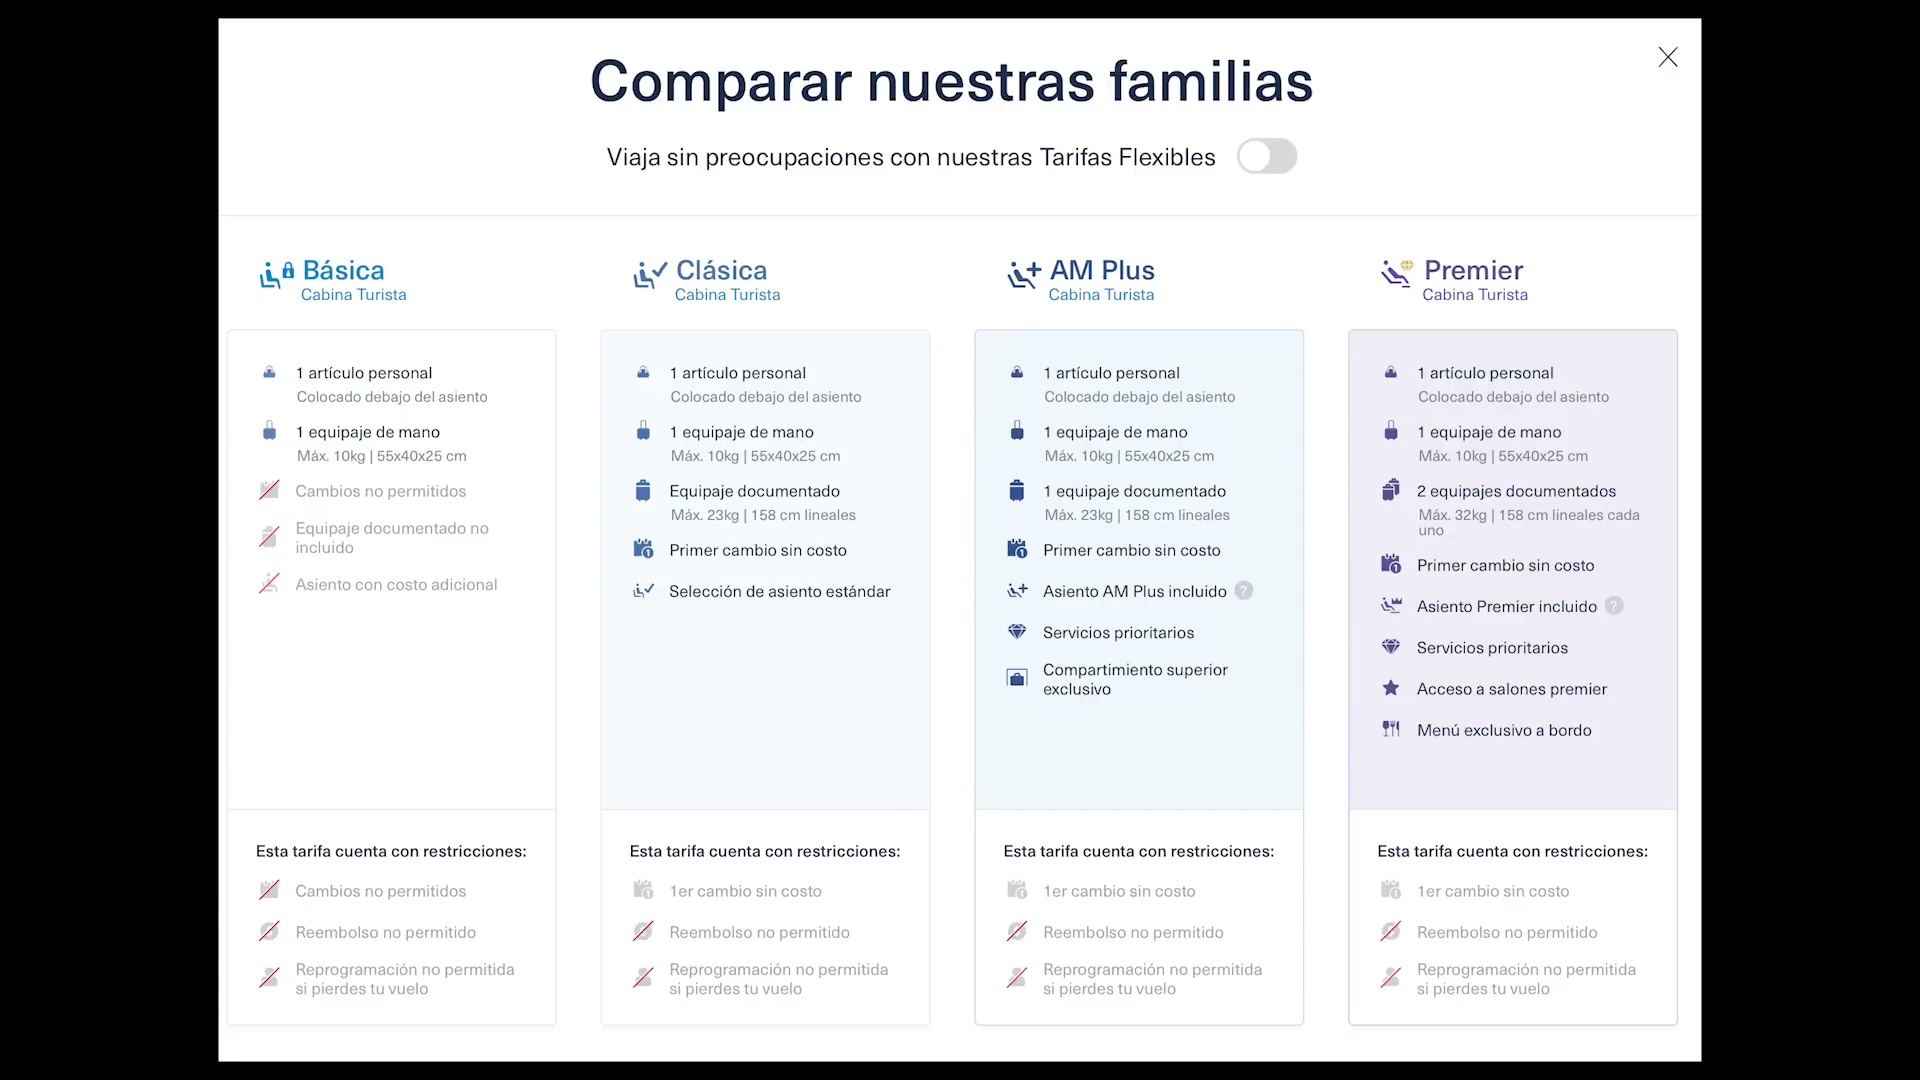 Comparar nuestras familias
Viaja sin preocupaciones con nuestras Tarifas Flexibles
Básica
Cabina Turista
1 artículo personal
Colocado debajo del asiento
1 equipaje de mano
Máx. 10kg | 55x40x25 cm
Cambios no permitidos
Equipaje documentado no
incluido
Asiento con costo adicional
Esta tarifa cuenta con restricciones:
Cambios no permitidos
Reembolso no permitido
Reprogramación no permitida
si pierdes tu vuelo
Clásica
Cabina Turista
1 artículo personal
Colocado debajo del asiento
1 equipaje de mano
Máx. 10kg | 55x40x25 cm
Equipaje documentado
Máx. 23kg | 158 cm lineales
Primer cambio sin costo
Selección de asiento estándar
Esta tarifa cuenta con restricciones:
1er cambio sin costo
Reembolso no permitido
Reprogramación no permitida
si pierdes tu vuelo
AM Plus
Cabina Turista
1 artículo personal
Colocado debajo del asiento
1 equipaje de mano
Máx. 10kg | 55x40x25 cm
1 equipaje documentado
Máx. 23kg | 158 cm lineales
Primer cambio sin costo
Asiento AM Plus incluido ?
Servicios prioritarios
Compartimiento superior
exclusivo
Esta tarifa cuenta con restricciones:
1er cambio sin costo
Reembolso no permitido
Reprogramación no permitida
si pierdes tu vuelo
Premier
Cabina Turista
1 artículo personal
Colocado debajo del asiento
1 equipaje de mano
Máx. 10kg | 55x40x25 cm
2 equipajes documentados
Máx. 32kg | 158 cm lineales cada
uno
Primer cambio sin costo
Asiento Premier incluido ?
Servicios prioritarios
Acceso a salones premier
Menú exclusivo a bordo
Esta tarifa cuenta con restricciones:
1er cambio sin costo
Reembolso no permitido
Reprogramación no permitida
si pierdes tu vuelo